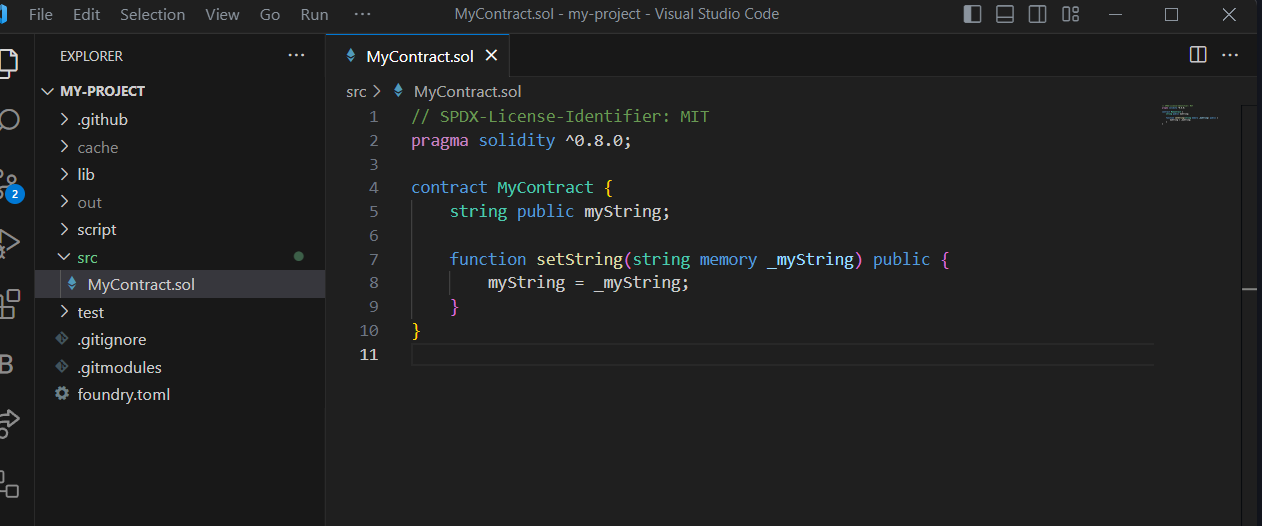 File Edit Selection View Go Run ··· MyContract.sol - my-project - Visual Studio Code
EXPLORER ···
MyContract.sol
MY-PROJECT
.github
cache
lib
2
out
script
src
MyContract.sol
test
.gitignore
.gitmodules
foundry.toml
B
src > MyContract.sol
1 // SPDX-License-Identifier: MIT
2 pragma solidity ^0.8.0;
3
4 contract MyContract {
5     string public myString;
6
7     function setString(string memory _myString) public {
8         myString = _myString;
9     }
10 }
11